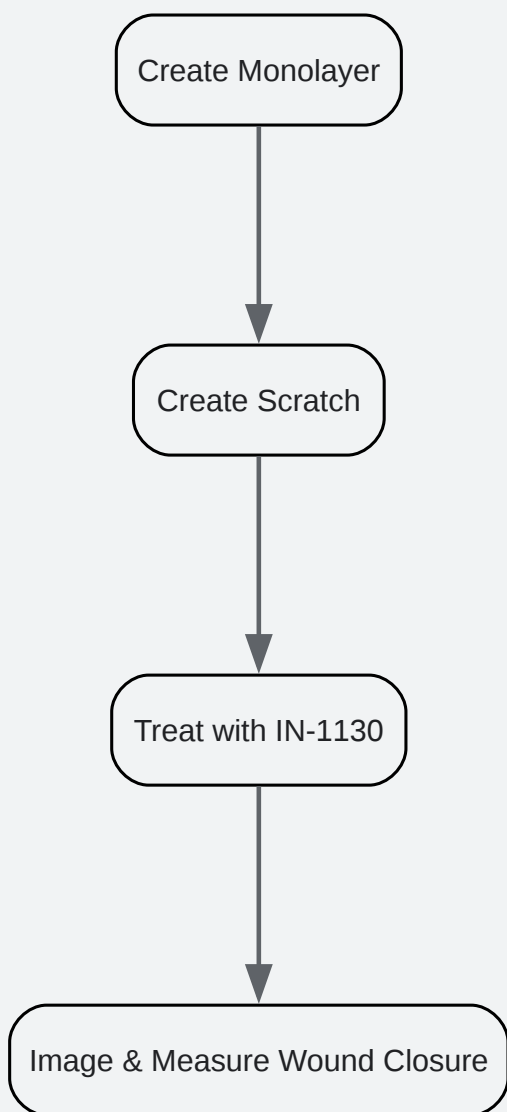 Create Monolayer
Create Scratch
Treat with IN-1130
Image & Measure Wound Closure